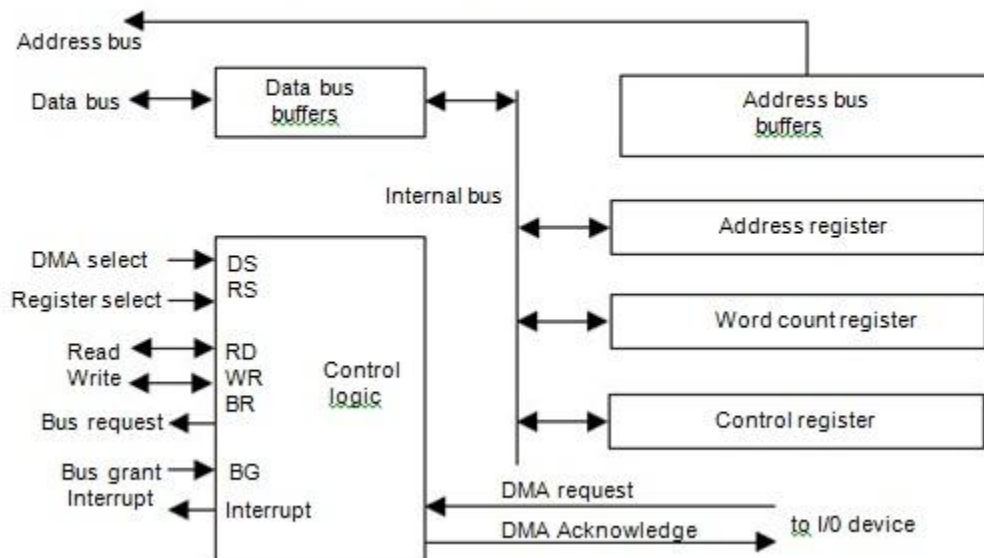 Address bus
Data bus
Data bus
buffers
Address bus
buffers
Internal bus
Address register
Word count register
Control register
DMA select
DS
Register select
RS
Read
RD
Write
WR
Control
logic
Bus request
BR
Bus grant
BG
Interrupt
Interrupt
DMA request
DMA Acknowledge
to I/0 device